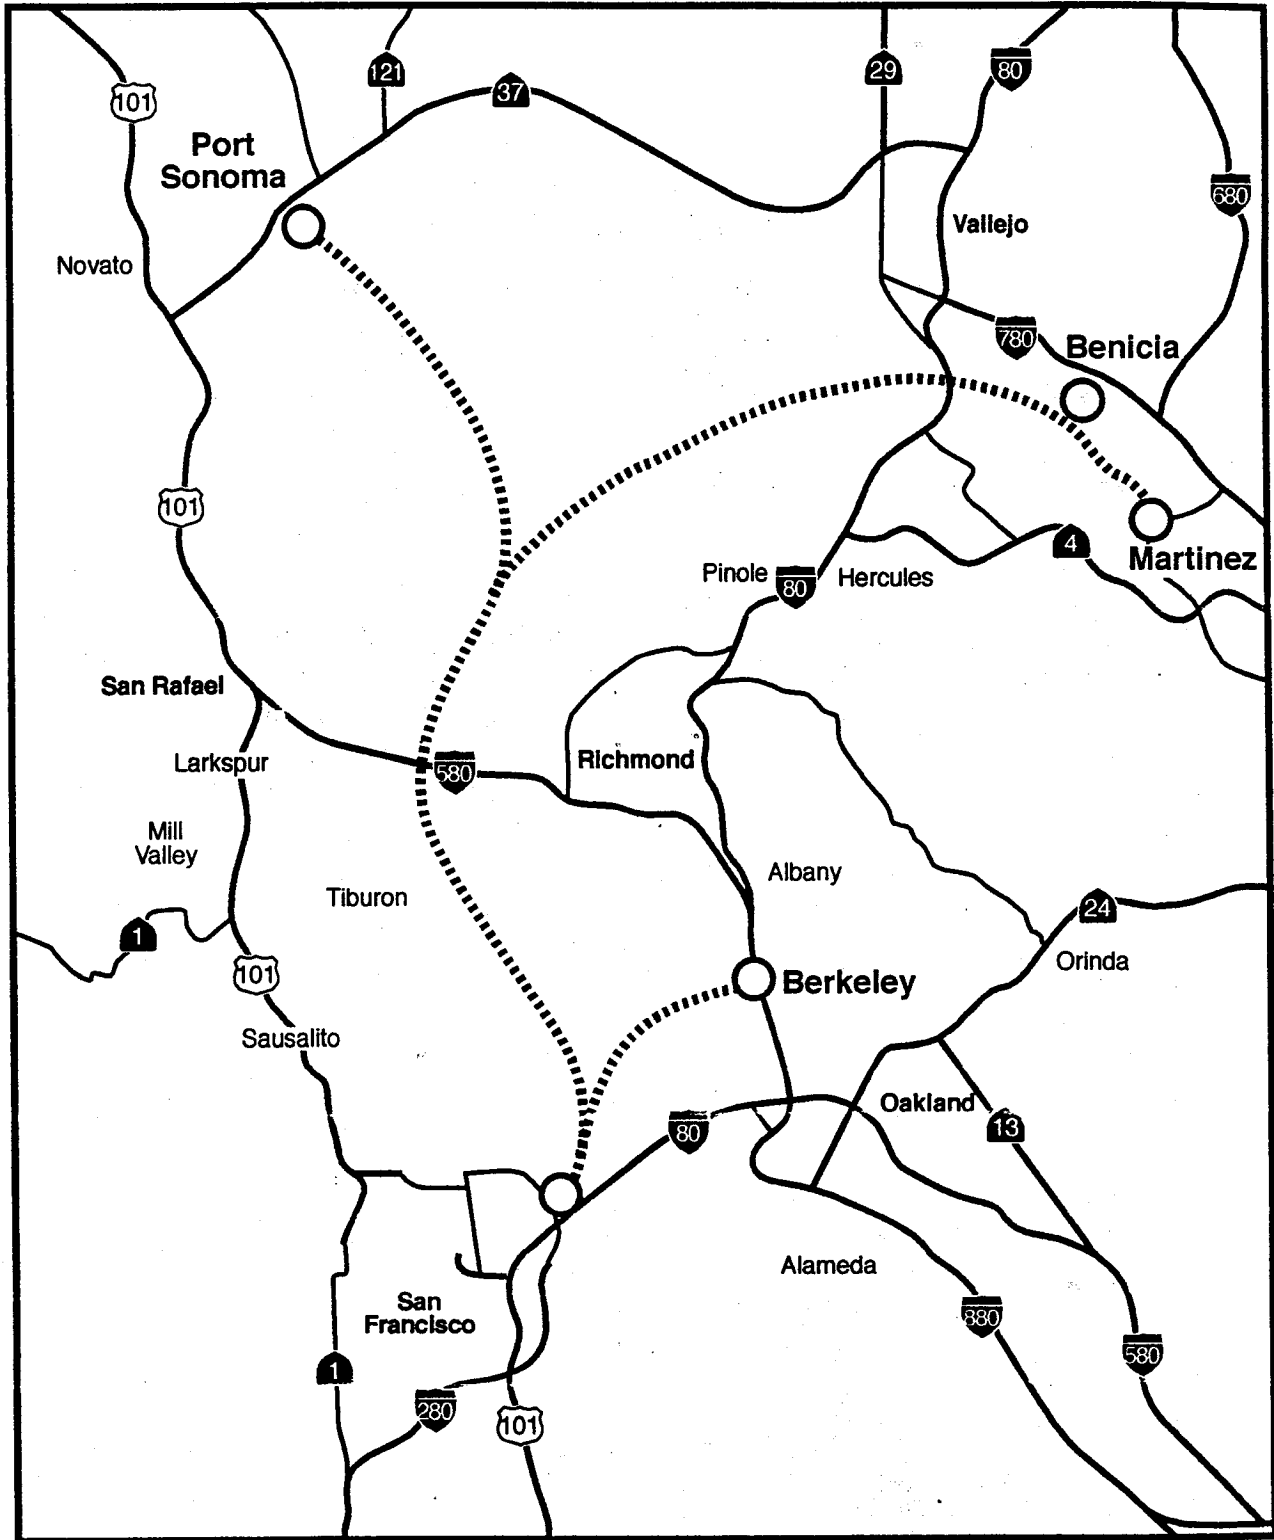 121
37
29
80
101
Port
Sonoma
680
Vallejo
Novato
780
Benicia
101
4
Martinez
Pinole
80
Hercules
San Rafael
Richmond
Larkspur
580
Mill
Valley
Albany
Tiburon
24
1
Orinda
101
Berkeley
Sausalito
Oakland
80
13
Alameda
San
Francisco
880
580
1
280
101